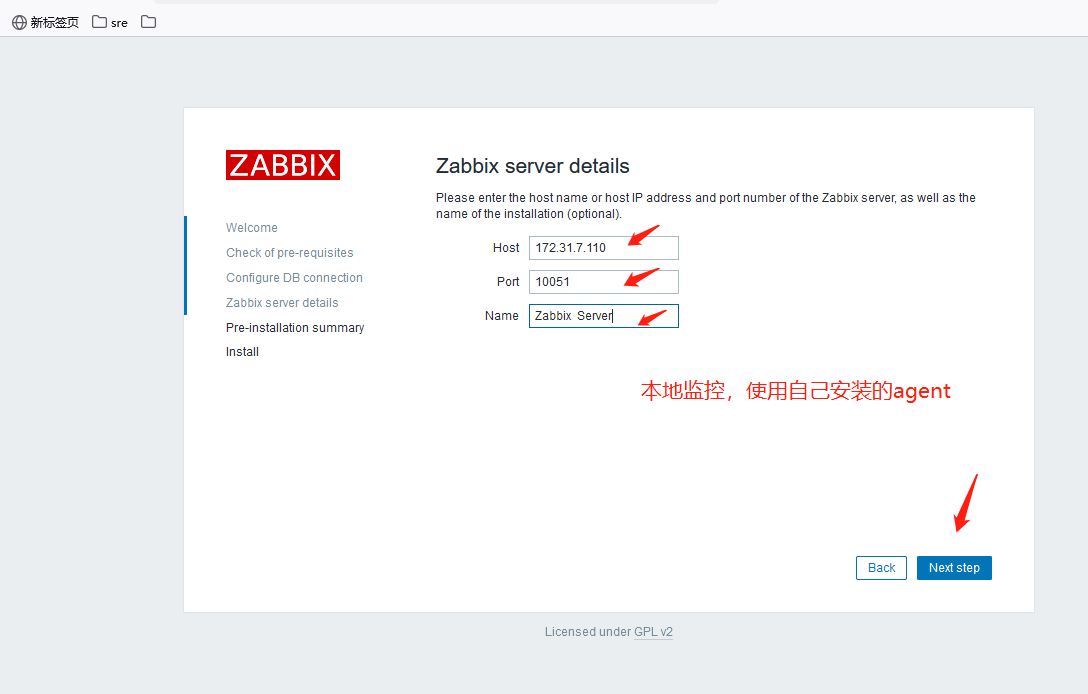 新标签页
sre
ZABBIX
Welcome
Check of pre-requisites
Configure DB connection
Zabbix server details
Pre-installation summary
Install
Zabbix server details
Please enter the host name or host IP address and port number of the Zabbix server, as well as the
name of the installation (optional).
Host 172.31.7.110
Port 10051
Name Zabbix  Server
本地监控，使用自己安装的agent
Back Next step
Licensed under GPL v2